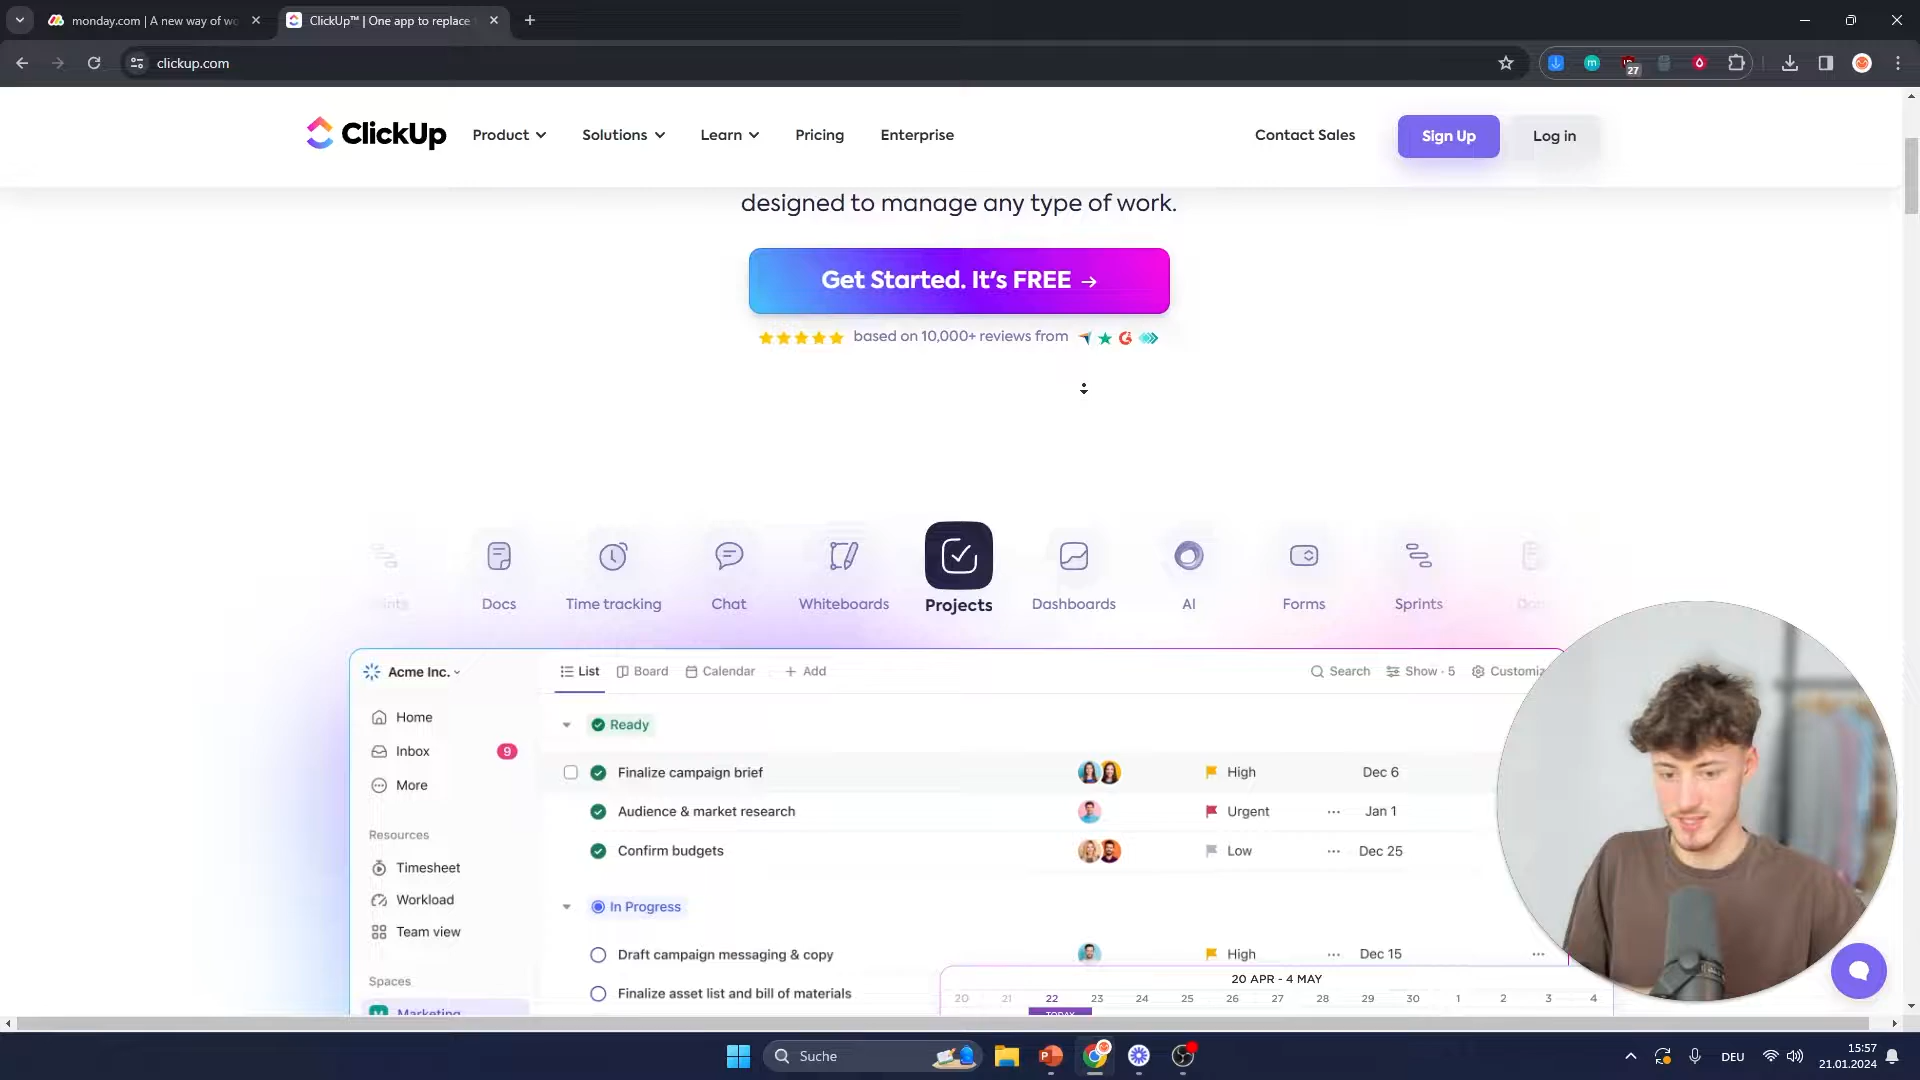 monday.com | A new way of wo
ClickUp™ | One app to replace
clickup.com
27
ClickUp
Product
Solutions
Learn
Pricing
Enterprise
Contact Sales
Sign Up
Log in
designed to manage any type of work.
Get Started. It's FREE →
based on 10,000+ reviews from
Docs
Time tracking
Chat
Whiteboards
Projects
Dashboards
AI
Forms
Sprints
Acme Inc.
List
Board
Calendar
+ Add
Search
Show · 5
Customiz
Home
Inbox
9
More
Ready
Finalize campaign brief
High
Dec 6
Audience & market research
Urgent
Jan 1
Confirm budgets
Low
Dec 25
Resources
Timesheet
Workload
Team view
In Progress
Draft campaign messaging & copy
High
Dec 15
Finalize asset list and bill of materials
20 APR - 4 MAY
20 21 22 23 24 25 26 27 28 29 30 1 2 3 4
TODAY
Spaces
Marketing
Suche
DEU
15:57
21.01.2024